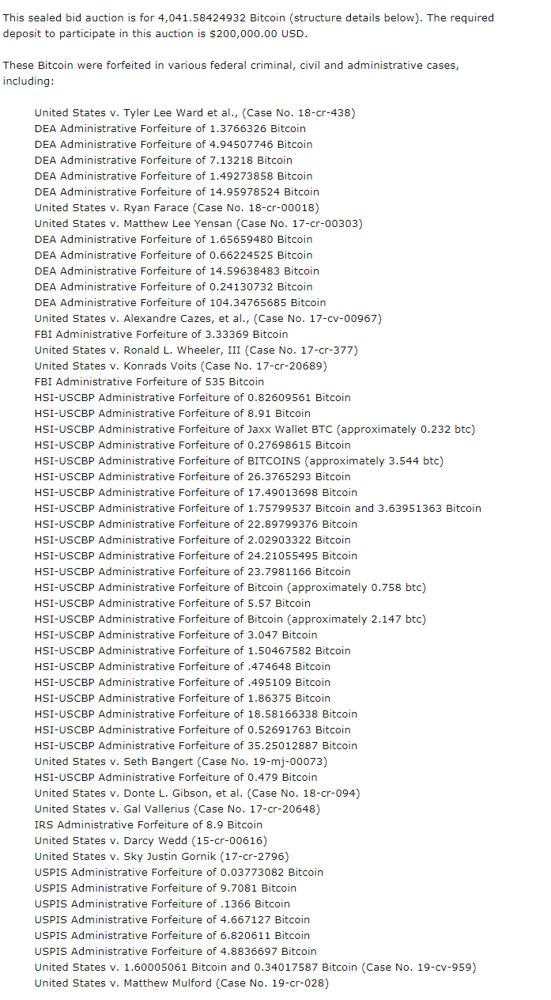 This sealed bid auction is for 4,041.58424932 Bitcoin (structure details below). The required
deposit to participate in this auction is $200,000.00 USD.
These Bitcoin were forfeited in various federal criminal, civil and administrative cases,
including:
United States v. Tyler Lee Ward et al., (Case No. 18-cr-438)
DEA Administrative Forfeiture of 1.3766326 Bitcoin
DEA Administrative Forfeiture of 4.94507746 Bitcoin
DEA Administrative Forfeiture of 7.13218 Bitcoin
DEA Administrative Forfeiture of 1.49273858 Bitcoin
DEA Administrative Forfeiture of 14.95978524 Bitcoin
United States v. Ryan Farace (Case No. 18-cr-00018)
United States v. Matthew Lee Yensan (Case No. 17-cr-00303)
DEA Administrative Forfeiture of 1.65659480 Bitcoin
DEA Administrative Forfeiture of 0.66224525 Bitcoin
DEA Administrative Forfeiture of 14.59638483 Bitcoin
DEA Administrative Forfeiture of 0.24130732 Bitcoin
DEA Administrative Forfeiture of 104.34765685 Bitcoin
United States v. Alexandre Cazes, et al., (Case No. 17-cv-00967)
FBI Administrative Forfeiture of 3.33369 Bitcoin
United States v. Ronald L. Wheeler, III (Case No. 17-cr-377)
United States v. Konrads Voits (Case No. 17-cr-20689)
FBI Administrative Forfeiture of 535 Bitcoin
HSI-USCBP Administrative Forfeiture of 0.82609561 Bitcoin
HSI-USCBP Administrative Forfeiture of 8.91 Bitcoin
HSI-USCBP Administrative Forfeiture of Jaxx Wallet BTC (approximately 0.232 btc)
HSI-USCBP Administrative Forfeiture of 0.27698615 Bitcoin
HSI-USCBP Administrative Forfeiture of BITCOINS (approximately 3.544 btc)
HSI-USCBP Administrative Forfeiture of 26.3765293 Bitcoin
HSI-USCBP Administrative Forfeiture of 17.49013698 Bitcoin
HSI-USCBP Administrative Forfeiture of 1.75799537 Bitcoin and 3.63951363 Bitcoin
HSI-USCBP Administrative Forfeiture of 22.89799376 Bitcoin
HSI-USCBP Administrative Forfeiture of 2.02903322 Bitcoin
HSI-USCBP Administrative Forfeiture of 24.21055495 Bitcoin
HSI-USCBP Administrative Forfeiture of 23.7981166 Bitcoin
HSI-USCBP Administrative Forfeiture of Bitcoin (approximately 0.758 btc)
HSI-USCBP Administrative Forfeiture of 5.57 Bitcoin
HSI-USCBP Administrative Forfeiture of Bitcoin (approximately 2.147 btc)
HSI-USCBP Administrative Forfeiture of 3.047 Bitcoin
HSI-USCBP Administrative Forfeiture of 1.50467582 Bitcoin
HSI-USCBP Administrative Forfeiture of .474648 Bitcoin
HSI-USCBP Administrative Forfeiture of .495109 Bitcoin
HSI-USCBP Administrative Forfeiture of 1.86375 Bitcoin
HSI-USCBP Administrative Forfeiture of 18.58166338 Bitcoin
HSI-USCBP Administrative Forfeiture of 0.52691763 Bitcoin
HSI-USCBP Administrative Forfeiture of 35.25012887 Bitcoin
United States v. Seth Bangert (Case No. 19-mj-00073)
HSI-USCBP Administrative Forfeiture of 0.479 Bitcoin
United States v. Donte L. Gibson, et al. (Case No. 18-cr-094)
United States v. Gal Vallerius (Case No. 17-cr-20648)
IRS Administrative Forfeiture of 8.9 Bitcoin
United States v. Darcy Wedd (15-cr-00616)
United States v. Sky Justin Gornik (17-cr-2796)
USPIS Administrative Forfeiture of 0.03773082 Bitcoin
USPIS Administrative Forfeiture of 9.7081 Bitcoin
USPIS Administrative Forfeiture of .1366 Bitcoin
USPIS Administrative Forfeiture of 4.667127 Bitcoin
USPIS Administrative Forfeiture of 6.820611 Bitcoin
USPIS Administrative Forfeiture of 4.8836697 Bitcoin
United States v. 1.60005061 Bitcoin and 0.34017587 Bitcoin (Case No. 19-cv-959)
United States v. Matthew Mulford (Case No. 19-cr-028)